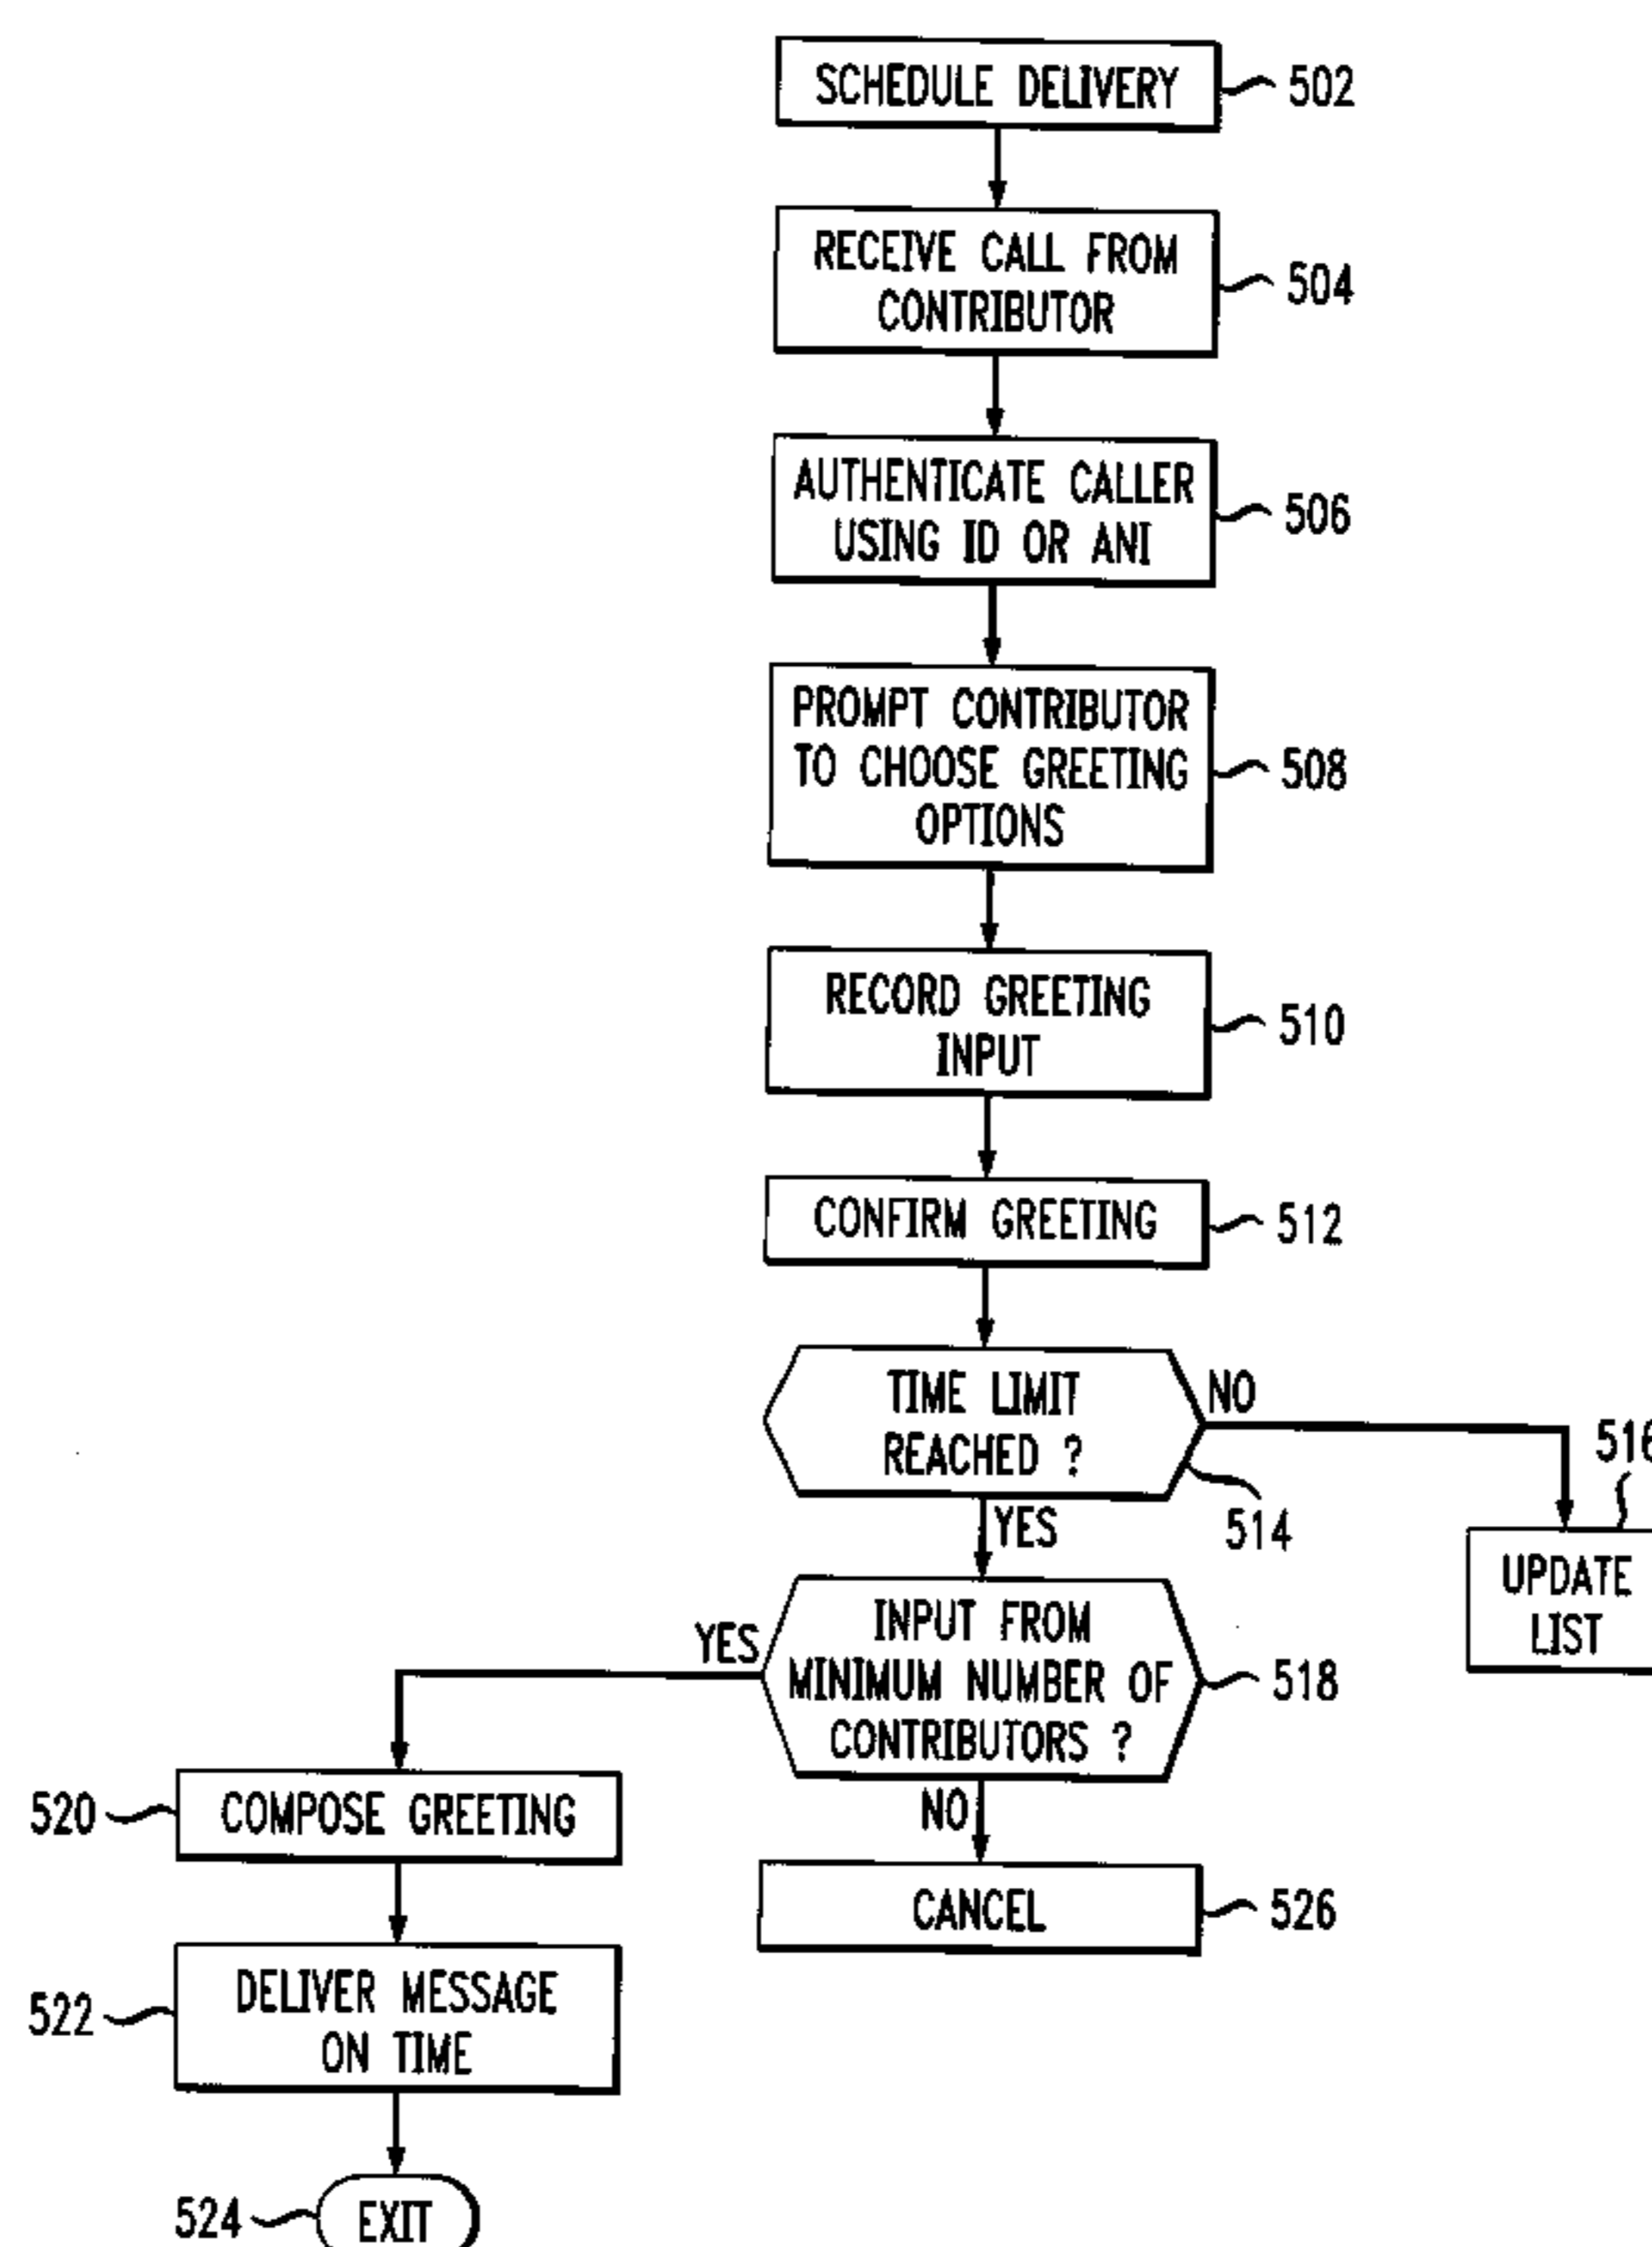 SCHEDULE DELIVERY
502
RECEIVE CALL FROM
CONTRIBUTOR
504
AUTHENTICATE CALLER
USING ID OR ANI
506
PROMPT CONTRIBUTOR
TO CHOOSE GREETING
OPTIONS
508
RECORD GREETING
INPUT
510
CONFIRM GREETING
512
TIME LIMIT
REACHED ?
NO
514
516
UPDATE
LIST
YES
INPUT FROM
MINIMUM NUMBER OF
CONTRIBUTORS ?
518
YES
NO
520
COMPOSE GREETING
CANCEL
526
522
DELIVER MESSAGE
ON TIME
524
EXIT